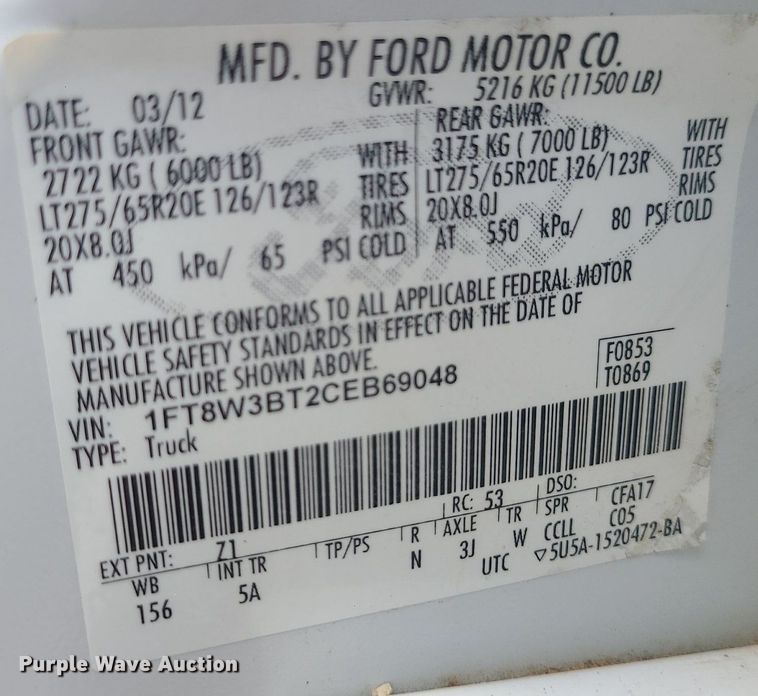 MFD. BY FORD MOTOR CO.
DATE: 03/12 GVWR: 5216 KG (11500 LB)
FRONT GAWR:
2722 KG ( 6000 LB) WITH
LT275/65R20E 126/123R TIRES
20X8.0J RIMS
AT 450 kPa/ 65 PSI COLD
REAR GAWR:
3175 KG ( 7000 LB) WITH
LT275/65R20E 126/123R TIRES
20X8.0J RIMS
AT 550 kPa/ 80 PSI COLD
THIS VEHICLE CONFORMS TO ALL APPLICABLE FEDERAL MOTOR
VEHICLE SAFETY STANDARDS IN EFFECT ON THE DATE OF
MANUFACTURE SHOWN ABOVE.
VIN: 1FT8W3BT2CEB69048
TYPE: Truck
F0853
T0869
EXT PNT: Z1 RC: 53 DSO:
WB INT TR TP/PS R AXLE TR SPR CFA17
156 5A N 3J W CCLL C05
UTC ▽5U5A-1520472-BA
Purple Wave Auction